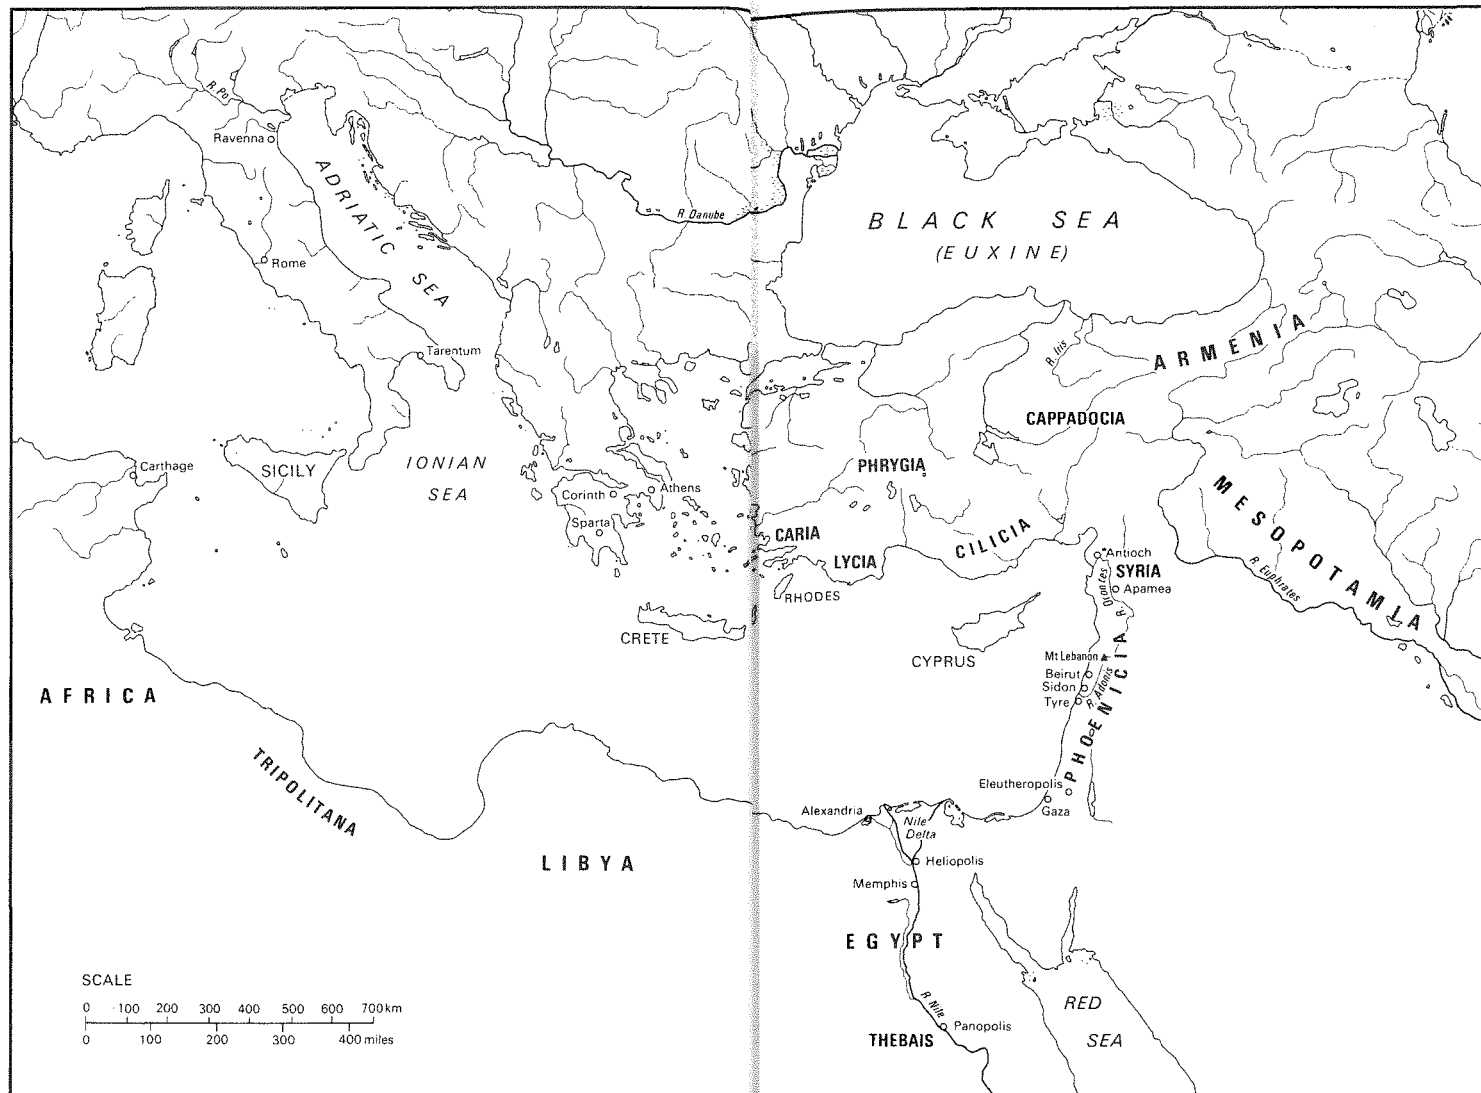 R. Po
Ravenna
ADRIATIC SEA
R. Danube
BLACK SEA
(EUXINE)
Rome
Tarentum
R. Iris
ARMENIA
CAPPADOCIA
Carthage
SICILY
IONIAN
SEA
Corinth
Athens
Sparta
PHRYGIA
MESOPOTAMIA
CARIA
LYCIA
CILICIA
Antioch
SYRIA
R. Orontes
Apamea
R. Euphrates
RHODES
CRETE
CYPRUS
Mt Lebanon
Beirut
Sidon
Tyre
R. Adonis
PHOENICIA
AFRICA
TRIPOLITANA
Eleutheropolis
Gaza
Alexandria
Nile
Delta
LIBYA
Heliopolis
Memphis
EGYPT
R. Nile
Panopolis
THEBAIS
RED
SEA
SCALE
0 100 200 300 400 500 600 700 km
0 100 200 300 400 miles